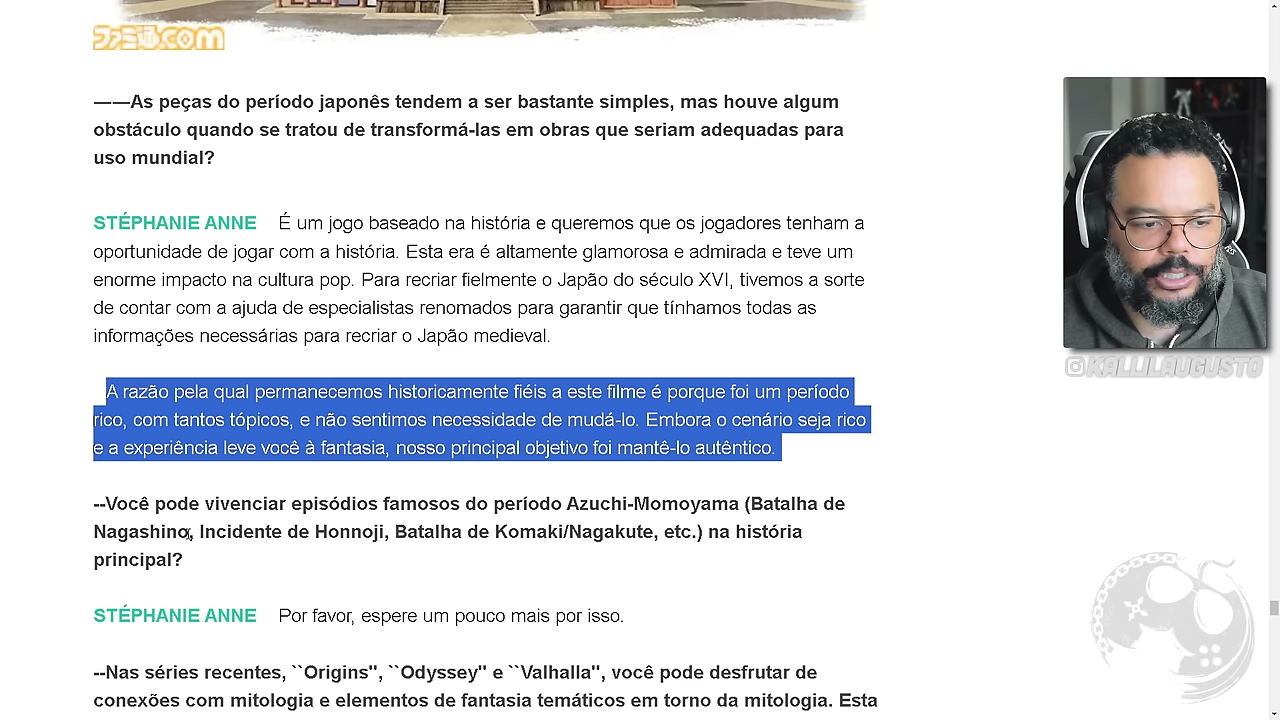 ファミ通.com
——As peças do período japonês tendem a ser bastante simples, mas houve algum
obstáculo quando se tratou de transformá-las em obras que seriam adequadas para
uso mundial?
STÉPHANIE ANNE É um jogo baseado na história e queremos que os jogadores tenham a
oportunidade de jogar com a história. Esta era é altamente glamorosa e admirada e teve um
enorme impacto na cultura pop. Para recriar fielmente o Japão do século XVI, tivemos a sorte
de contar com a ajuda de especialistas renomados para garantir que tínhamos todas as
informações necessárias para recriar o Japão medieval.
A razão pela qual permanecemos historicamente fiéis a este filme é porque foi um período
rico, com tantos tópicos, e não sentimos necessidade de mudá-lo. Embora o cenário seja rico
e a experiência leve você à fantasia, nosso principal objetivo foi mantê-lo autêntico.
--Você pode vivenciar episódios famosos do período Azuchi-Momoyama (Batalha de
Nagashino, Incidente de Honnoji, Batalha de Komaki/Nagakute, etc.) na história
principal?
STÉPHANIE ANNE Por favor, espere um pouco mais por isso.
--Nas séries recentes, ``Origins'', ``Odyssey'' e ``Valhalla'', você pode desfrutar de
conexões com mitologia e elementos de fantasia temáticos em torno da mitologia. Esta
KALLILAUGUSTO